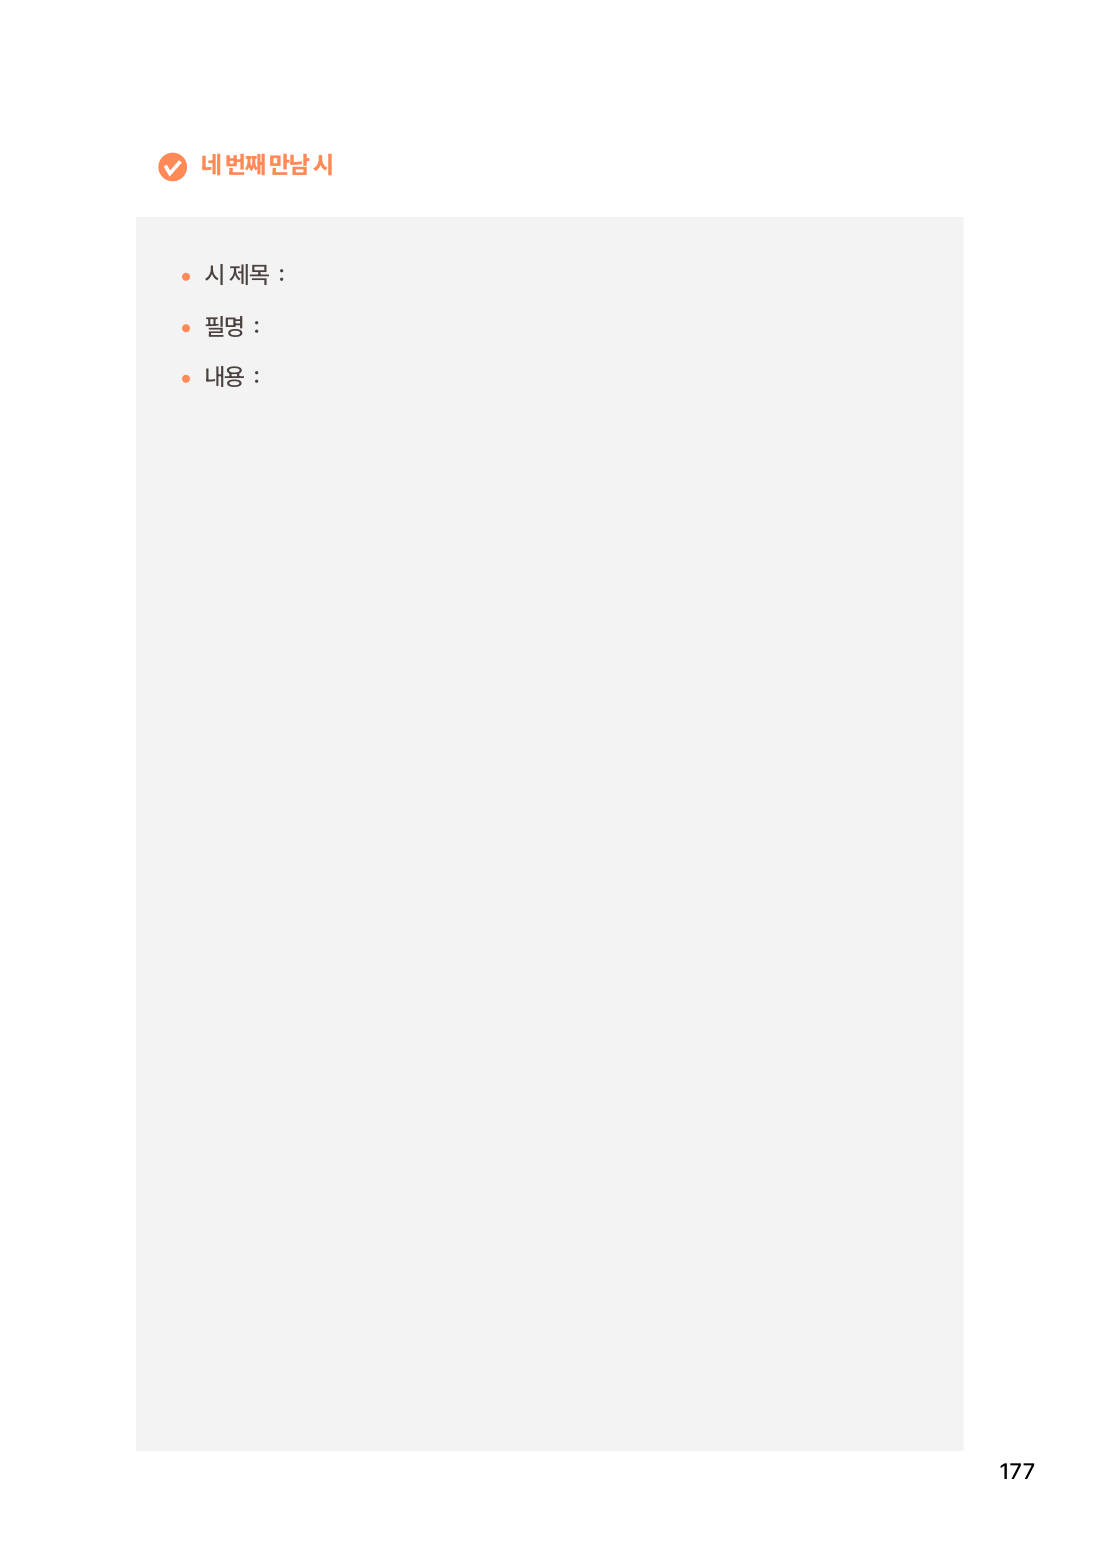 네 번째 만남 시
• 시 제목 :
• 필명 :
• 내용 :
177